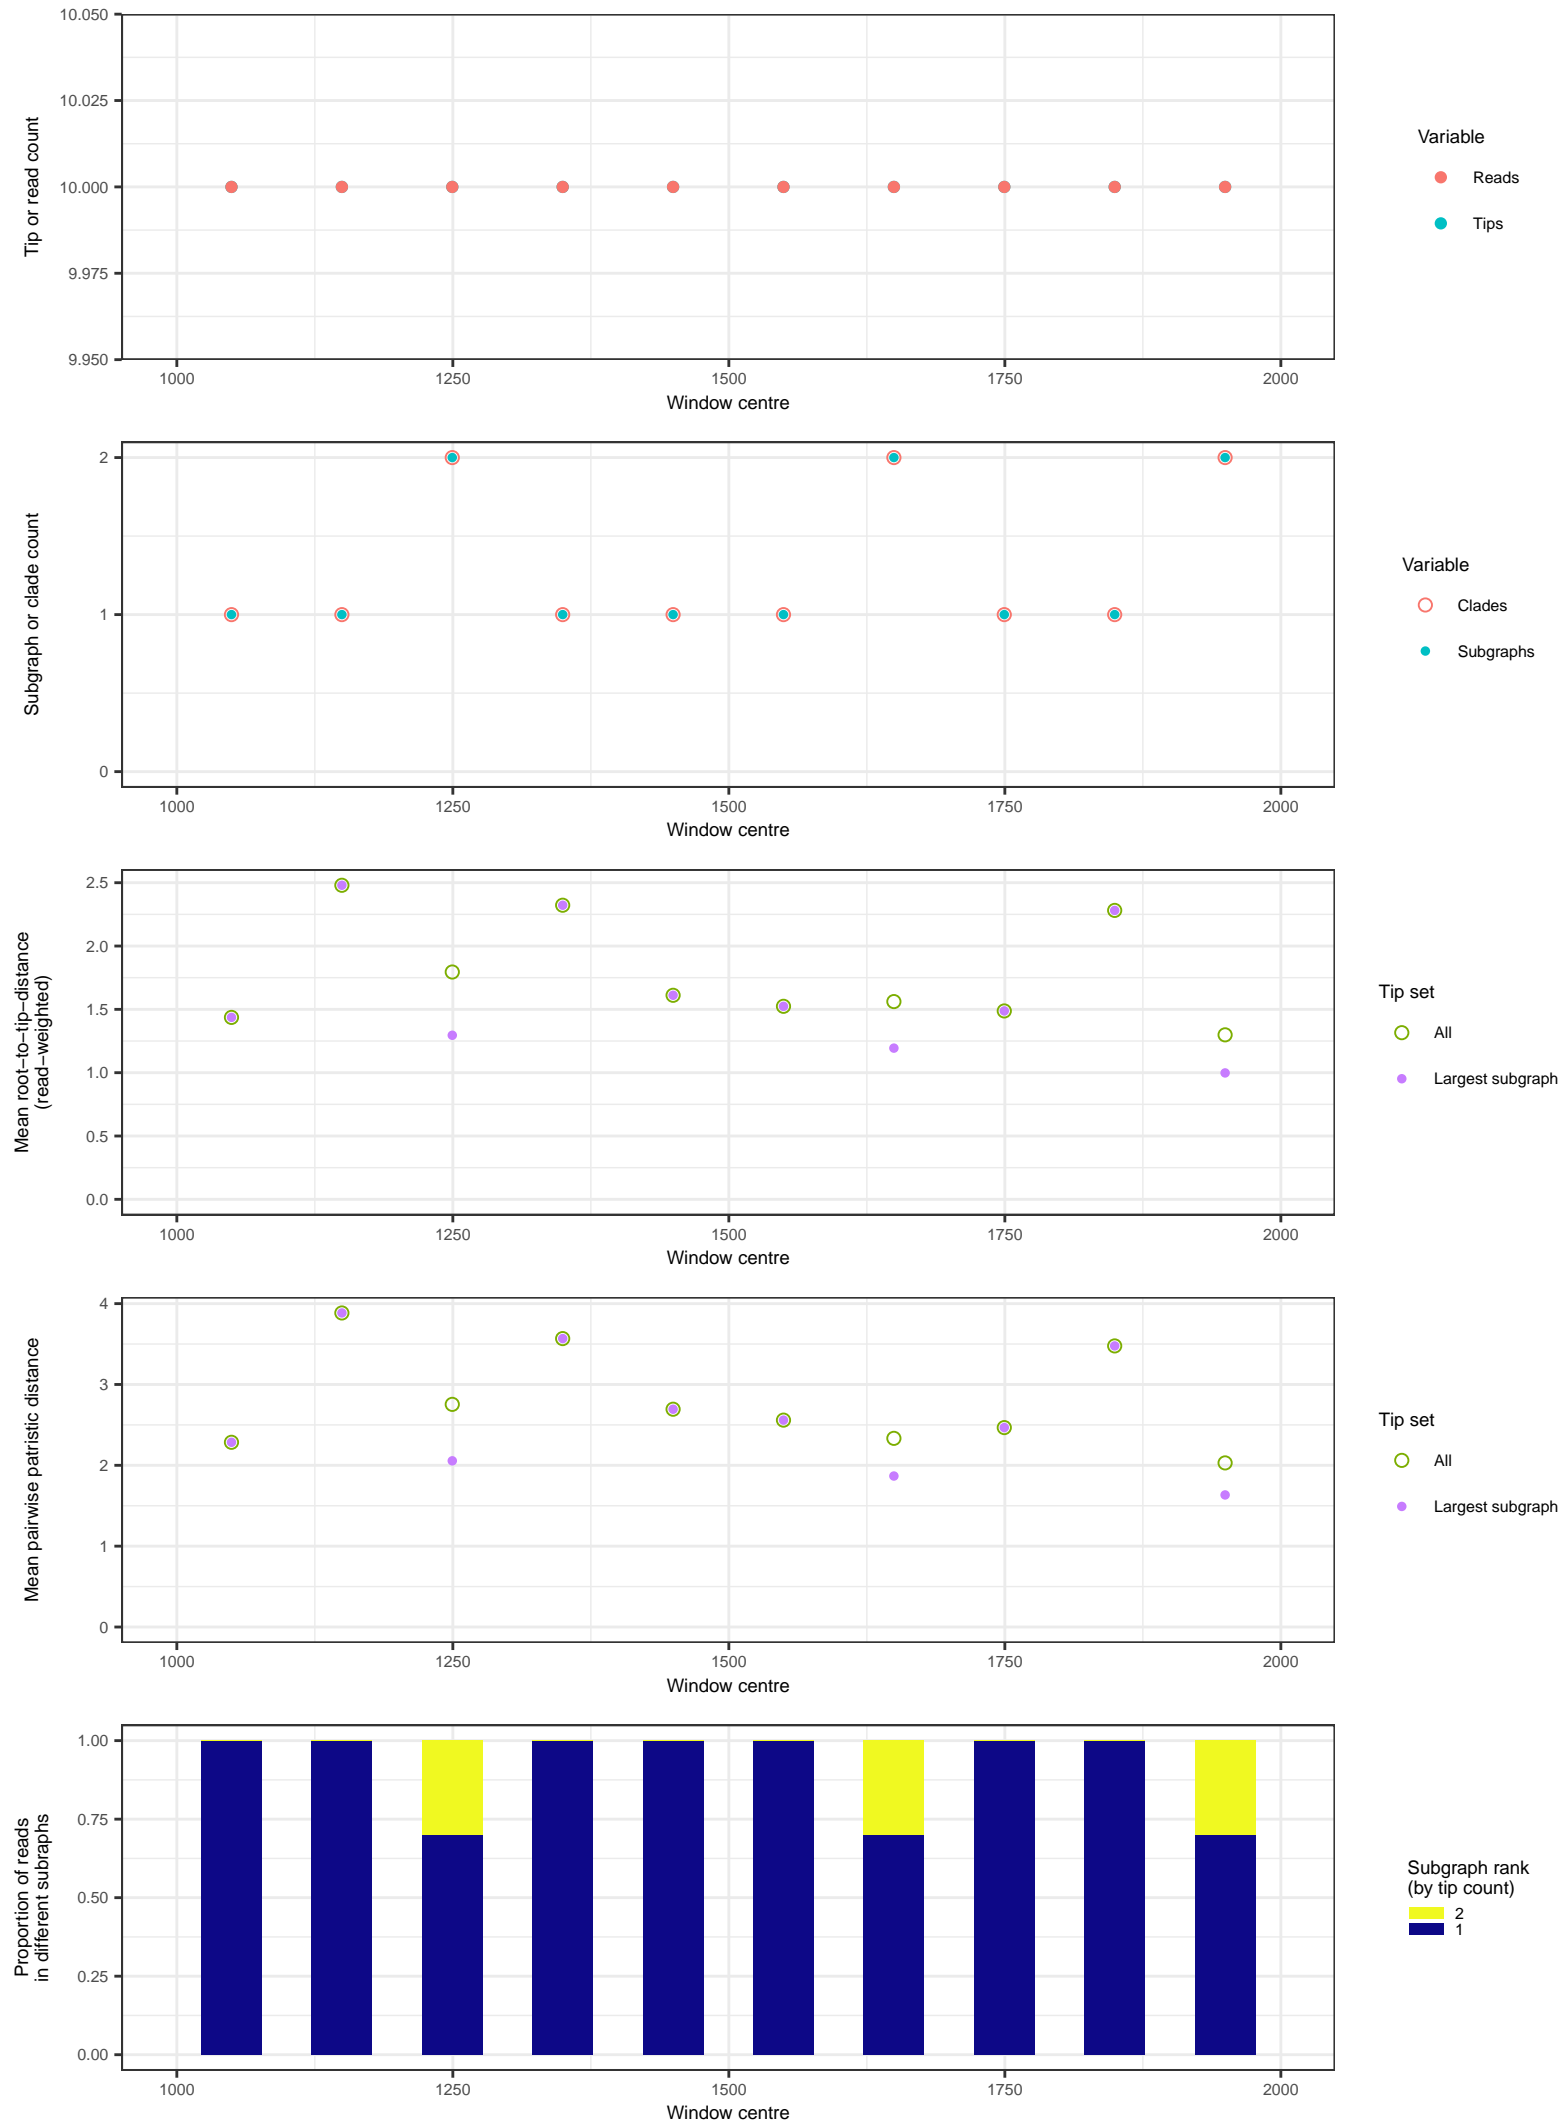 10.050
10.025
10.000
9.975
9.950
Tip or read count
1000 1250 1500 1750 2000
Window centre
Variable
Reads
Tips
2
1
0
Subgraph or clade count
1000 1250 1500 1750 2000
Window centre
Variable
Clades
Subgraphs
2.5
2.0
1.5
1.0
0.5
0.0
Mean root−to−tip−distance
(read−weighted)
1000 1250 1500 1750 2000
Window centre
Tip set
All
Largest subgraph
4
3
2
1
0
Mean pairwise patristic distance
1000 1250 1500 1750 2000
Window centre
Tip set
All
Largest subgraph
1.00
0.75
0.50
0.25
0.00
Proportion of reads
in different subraphs
1000 1250 1500 1750 2000
Window centre
Subgraph rank
(by tip count)
2
1